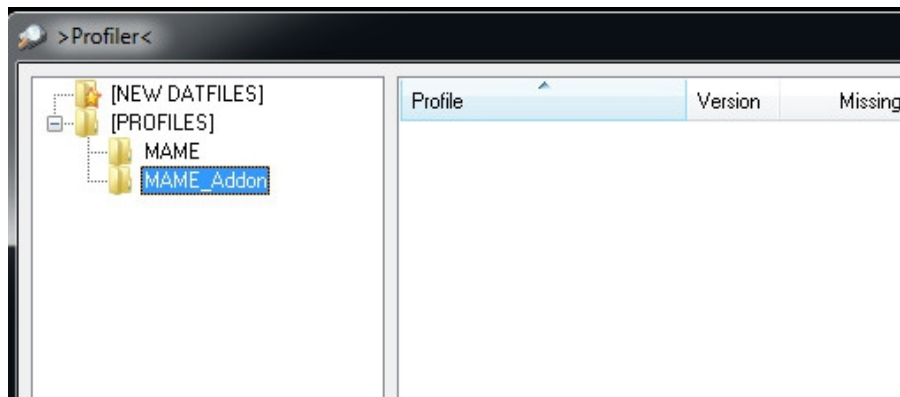 >Profiler<
[NEW DATFILES]
[PROFILES]
MAME
MAME_Addon
Profile Version Missing